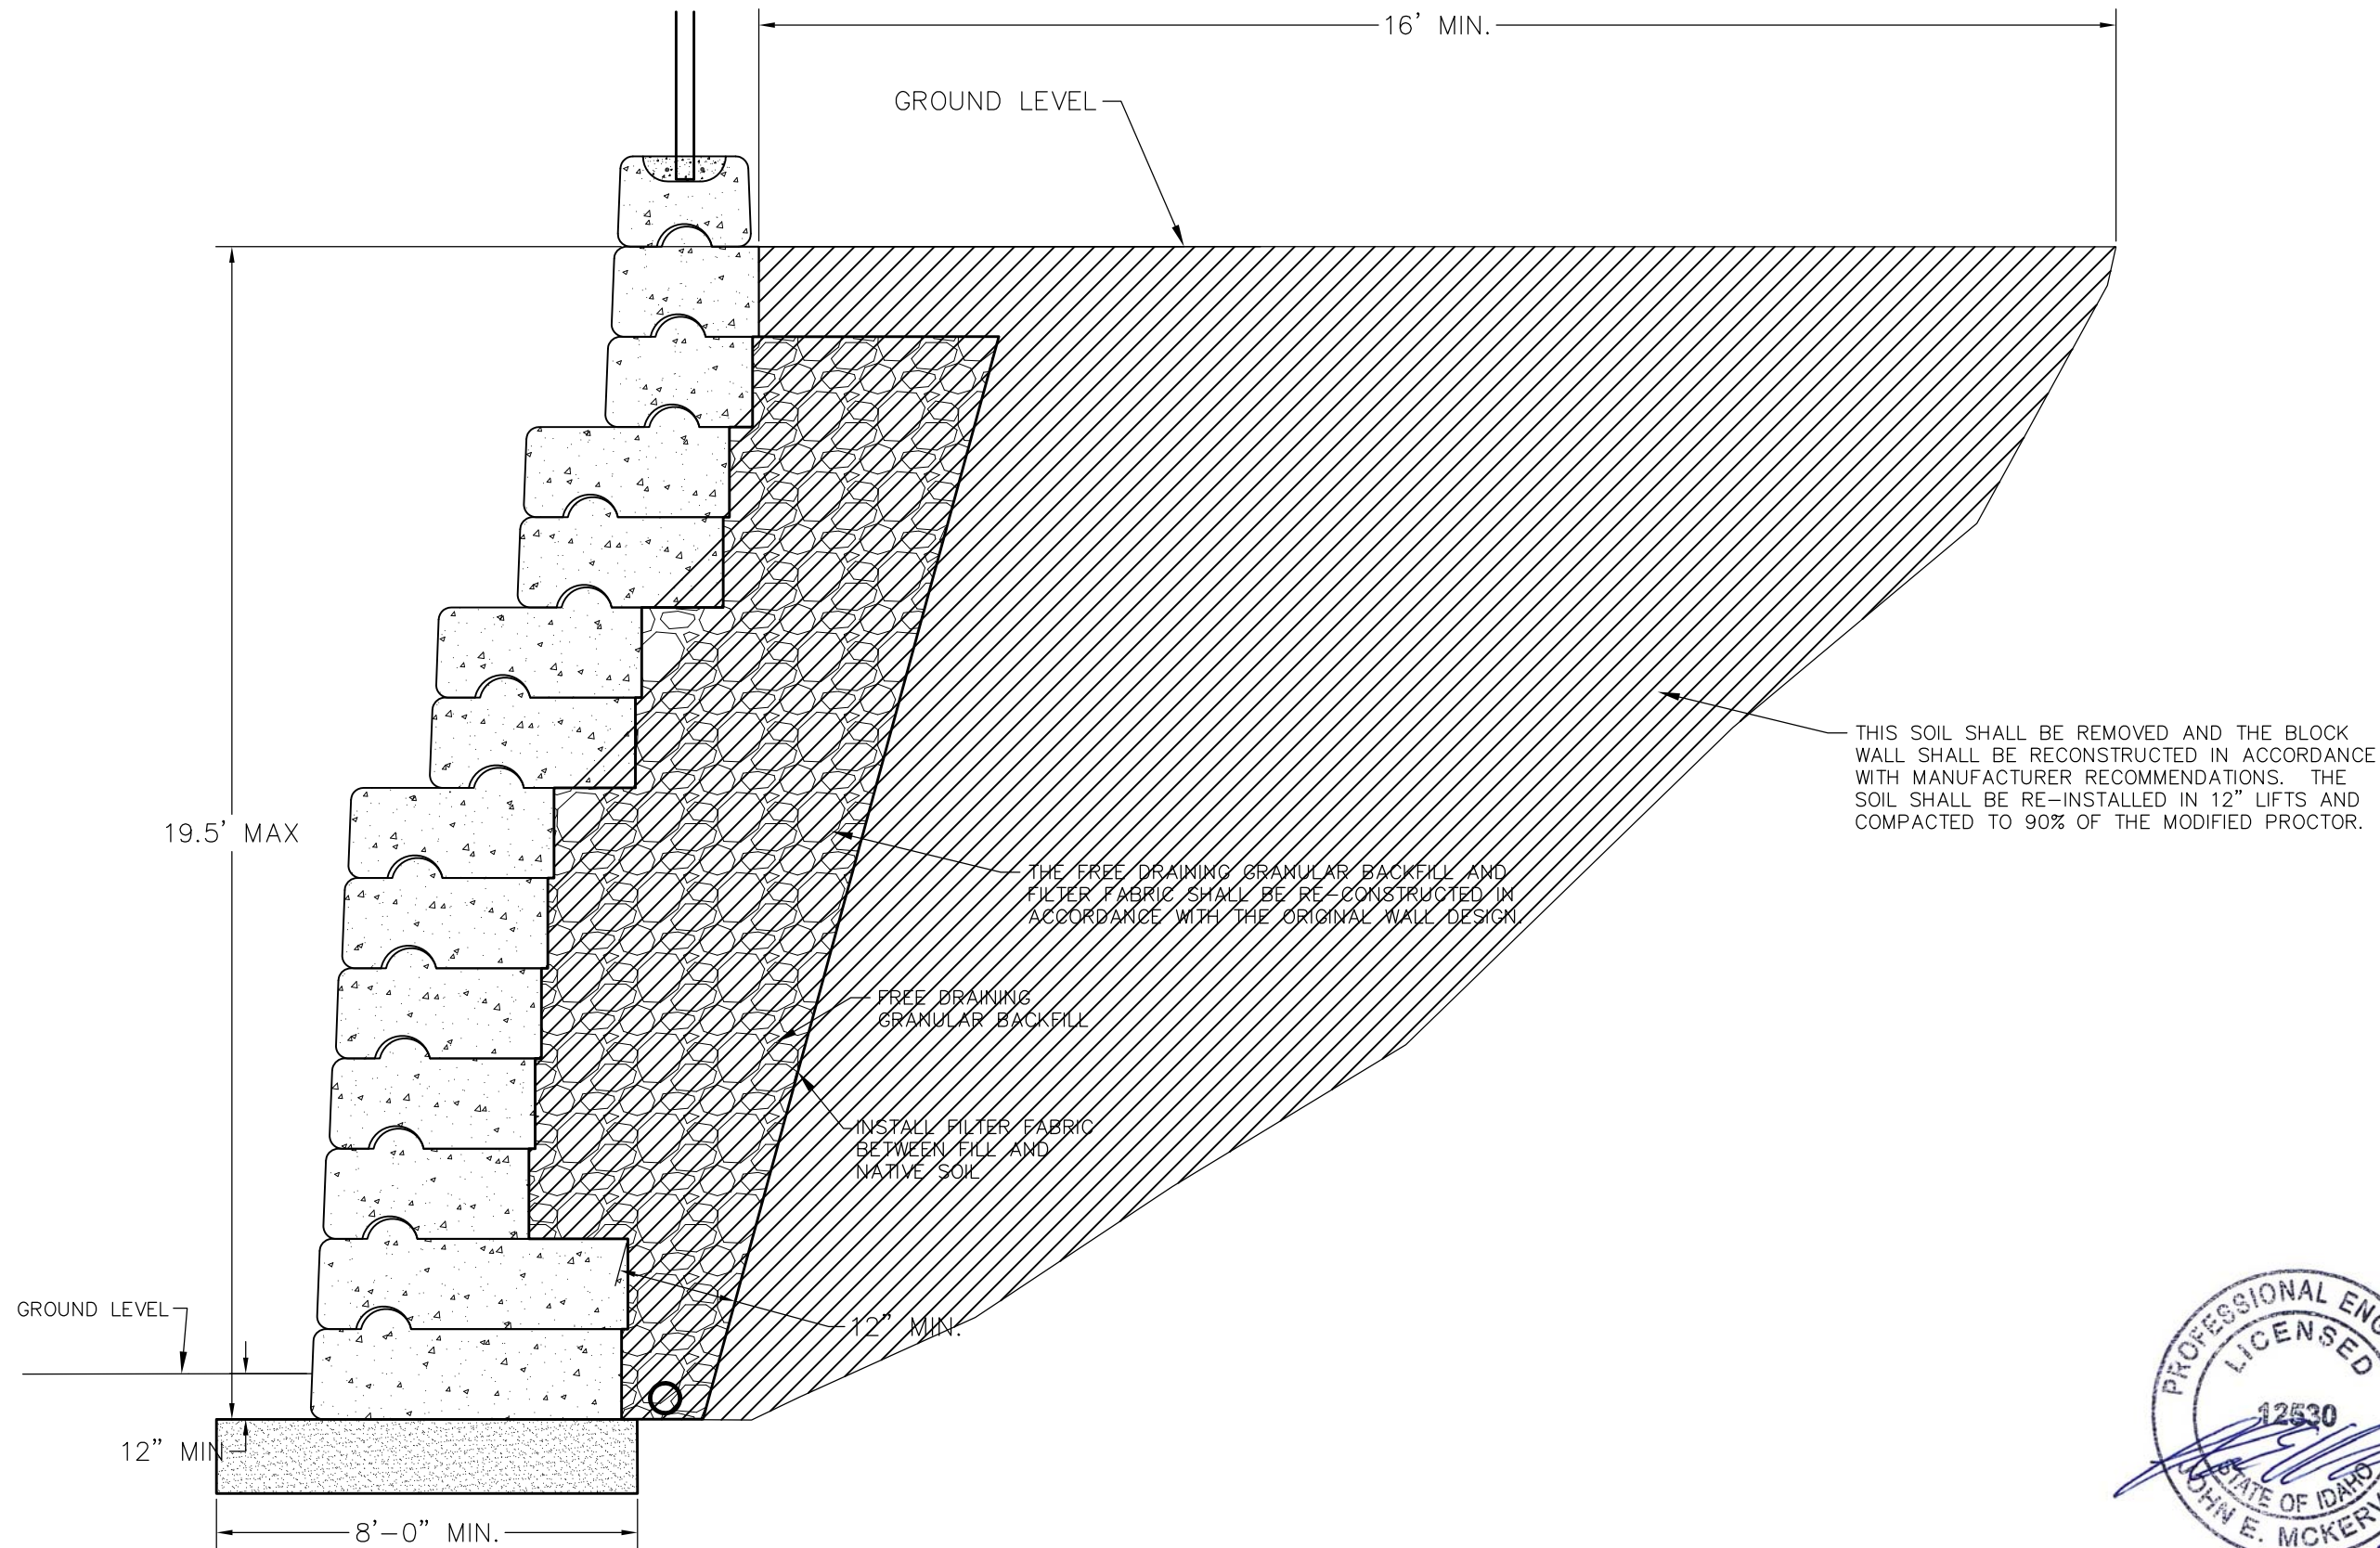 16' MIN.
GROUND LEVEL
19.5' MAX
THIS SOIL SHALL BE REMOVED AND THE BLOCK
WALL SHALL BE RECONSTRUCTED IN ACCORDANCE
WITH MANUFACTURER RECOMMENDATIONS. THE
SOIL SHALL BE RE-INSTALLED IN 12" LIFTS AND
COMPACTED TO 90% OF THE MODIFIED PROCTOR.
THE FREE DRAINING GRANULAR BACKFILL AND
FILTER FABRIC SHALL BE RE-CONSTRUCTED IN
ACCORDANCE WITH THE ORIGINAL WALL DESIGN.
FREE DRAINING
GRANULAR BACKFILL
INSTALL FILTER FABRIC
BETWEEN FILL AND
NATIVE SOIL
12" MIN.
GROUND LEVEL
12" MIN
8'-0" MIN.
PROFESSIONAL
LICENSED
12530
STATE OF IDAHO
JOHN E.